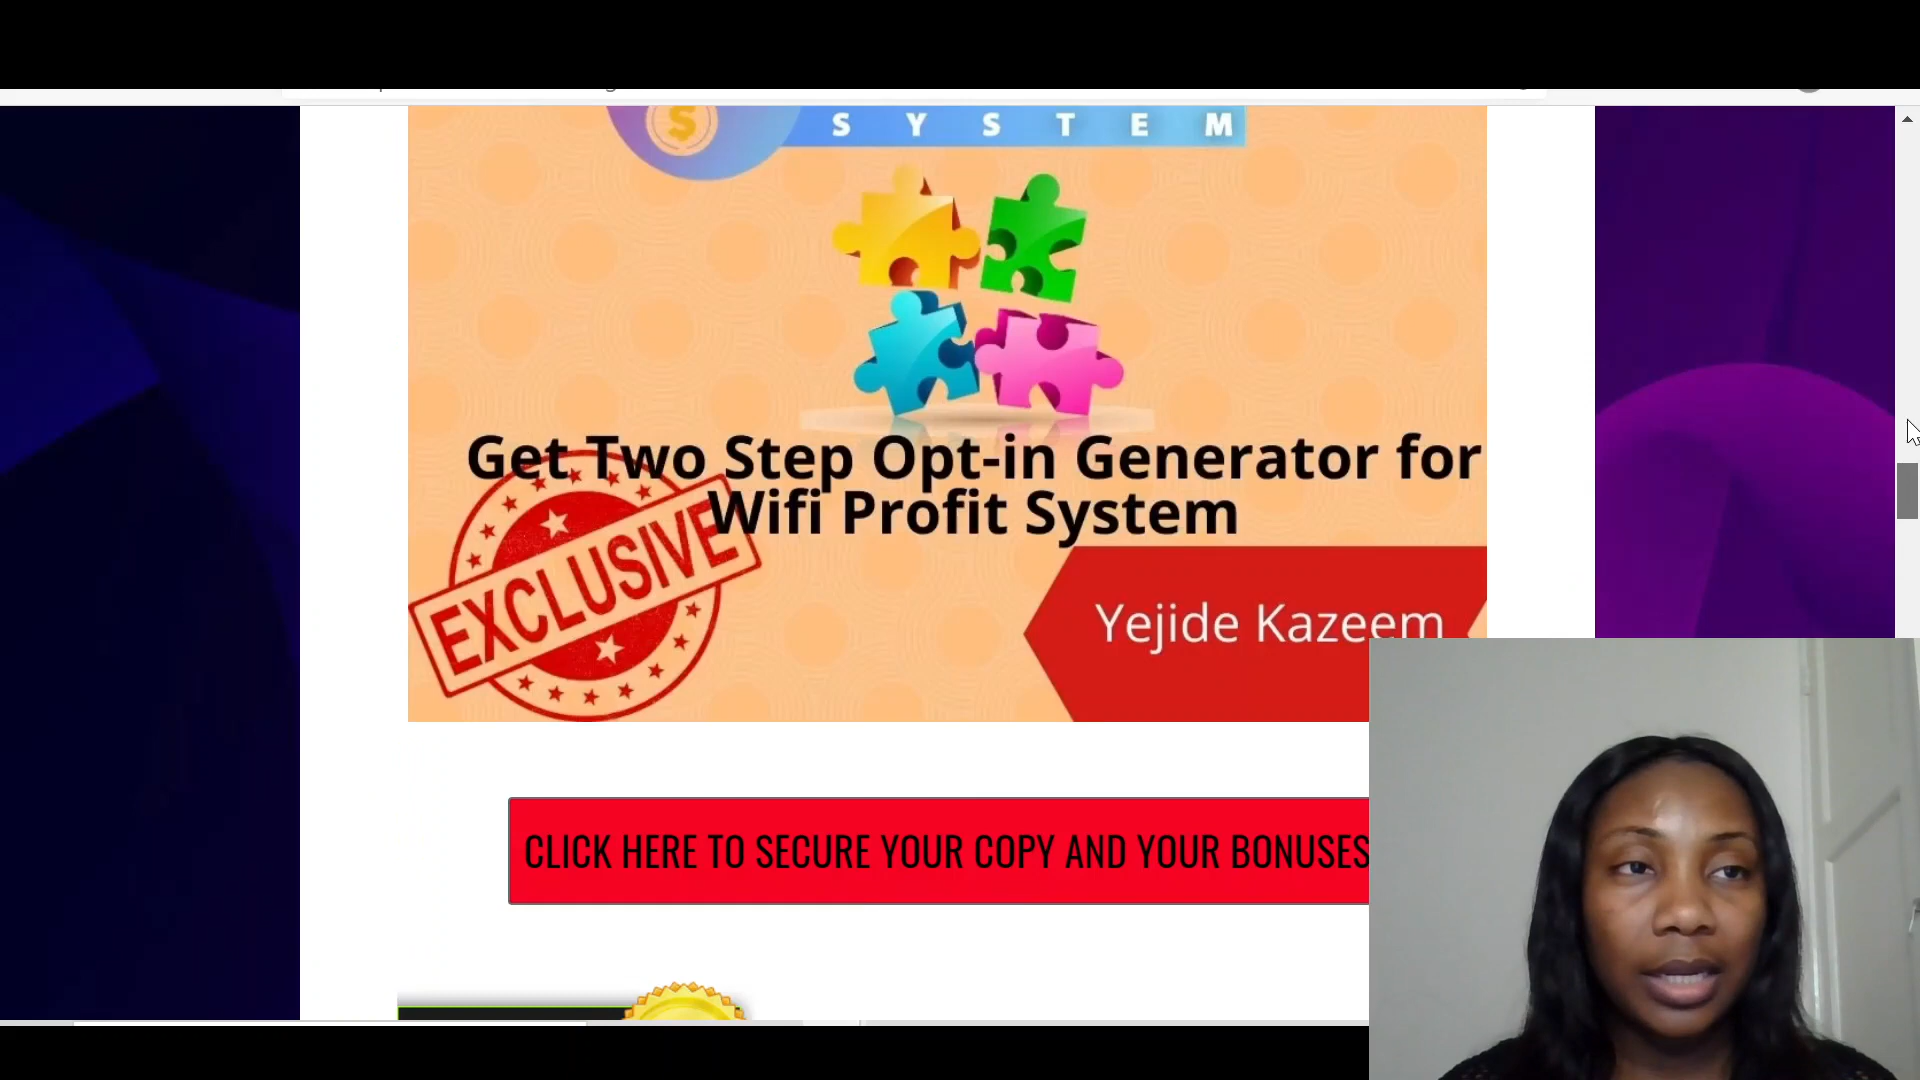 SYSTEM
Get Two Step Opt-in Generator for
Wifi Profit System
EXCLUSIVE
Yejide Kazeem
CLICK HERE TO SECURE YOUR COPY AND YOUR BONUSES